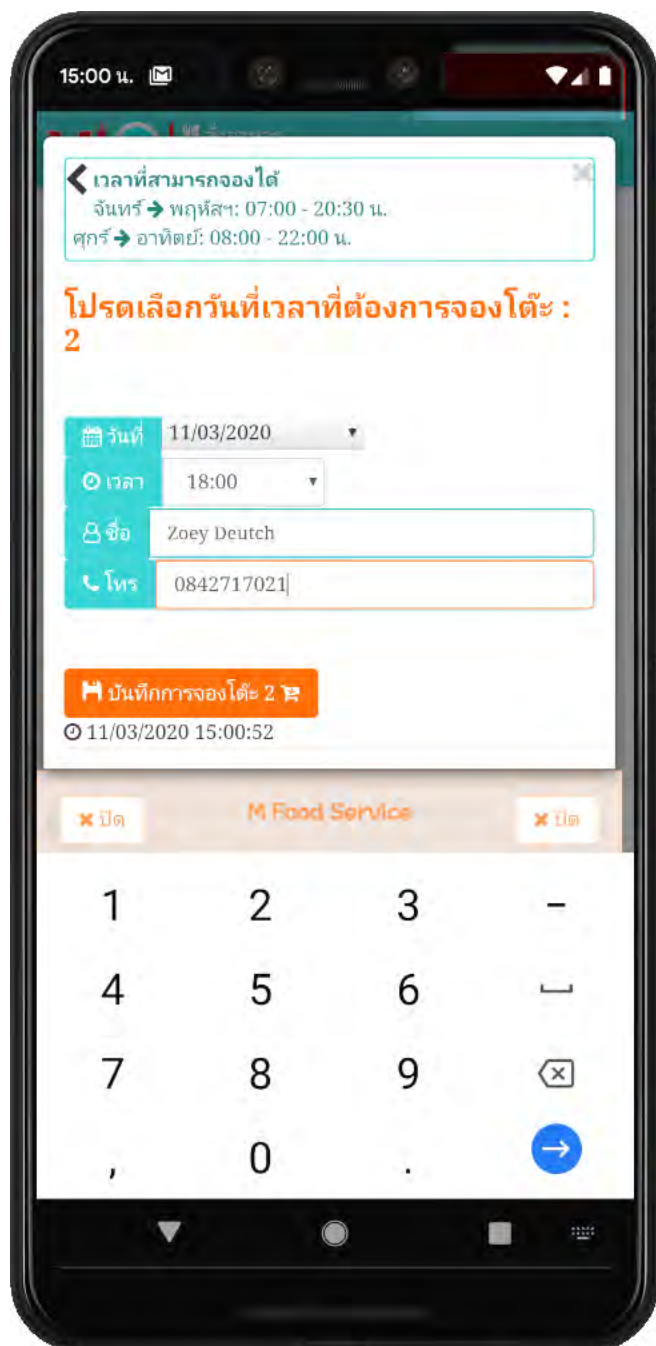 15:00 น.
เวลาที่สามารถจองได้
จันทร์ ➔ พฤหัสฯ: 07:00 - 20:30 น.
ศุกร์ ➔ อาทิตย์: 08:00 - 22:00 น.
โปรดเลือกวันที่เวลาที่ต้องการจองโต๊ะ :
2
วันที่ 11/03/2020
เวลา 18:00
ชื่อ Zoey Deutch
โทร 0842717021
บันทึกการจองโต๊ะ 2
11/03/2020 15:00:52
✖ ปิด M Food Service ✖ ปิด
1 2 3 -
4 5 6
7 8 9
, 0 .